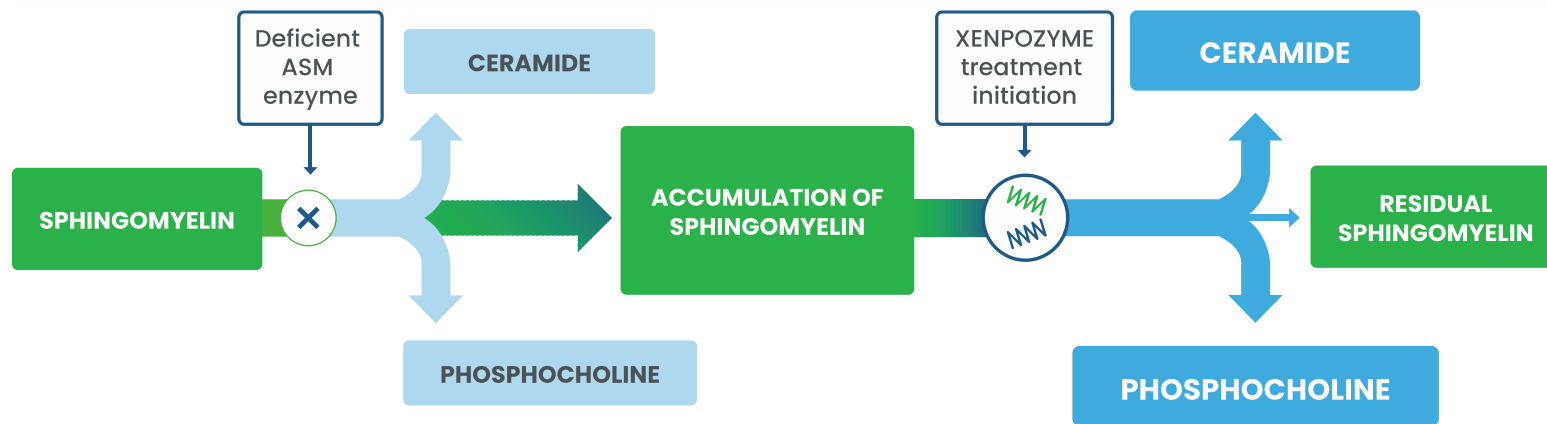 Deficient
ASM
enzyme
CERAMIDE
SPHINGOMYELIN
PHOSPHOCHOLINE
ACCUMULATION OF
SPHINGOMYELIN
XENPOZYME
treatment
initiation
CERAMIDE
RESIDUAL
SPHINGOMYELIN
PHOSPHOCHOLINE